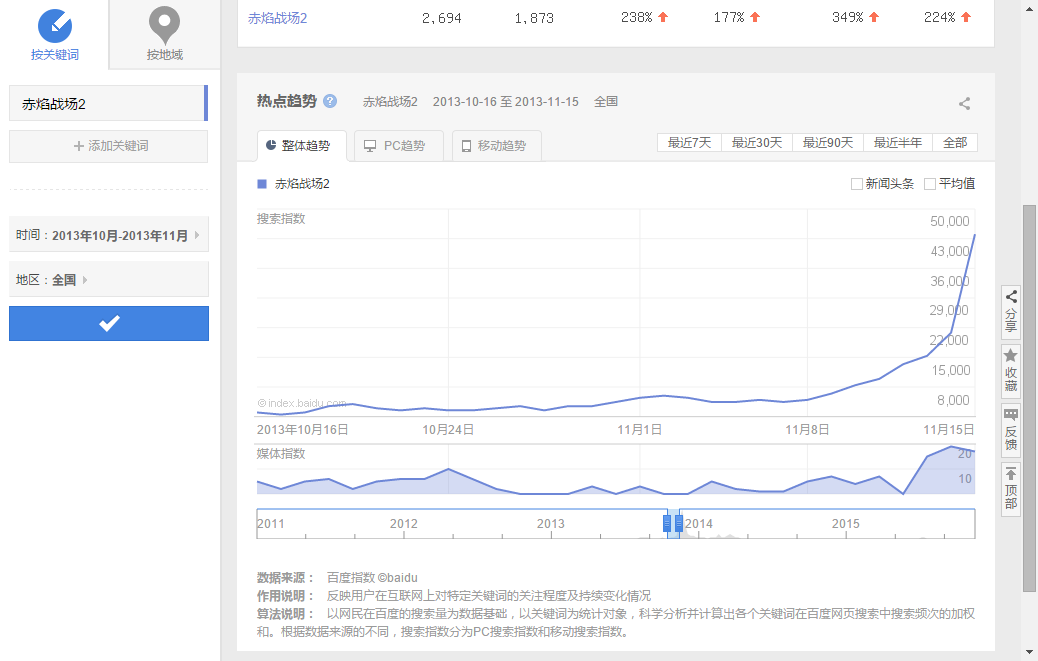 赤焰战场2 2,694 1,873 238% 177% 349% 224%
按关键词 按地域
赤焰战场2
添加关键词
时间：2013年10月-2013年11月
地区：全国
热点趋势 ? 赤焰战场2 2013-10-16 至 2013-11-15 全国
整体趋势 PC趋势 移动趋势 最近7天 最近30天 最近90天 最近半年 全部
赤焰战场2 新闻头条 平均值
搜索指数
50,000
43,000
36,000
29,000
22,000
15,000
8,000
© index.baidu.com
2013年10月16日 10月24日 11月1日 11月8日 11月15日
媒体指数
20
10
2011 2012 2013 2014 2015
数据来源： 百度指数 ©baidu
作用说明： 反映用户在互联网上对特定关键词的关注程度及持续变化情况
算法说明： 以网民在百度的搜索量为数据基础，以关键词为统计对象，科学分析并计算出各个关键词在百度网页搜索中搜索频次的加权
和。根据数据来源的不同，搜索指数分为PC搜索指数和移动搜索指数。
分享
收藏
反馈
顶部